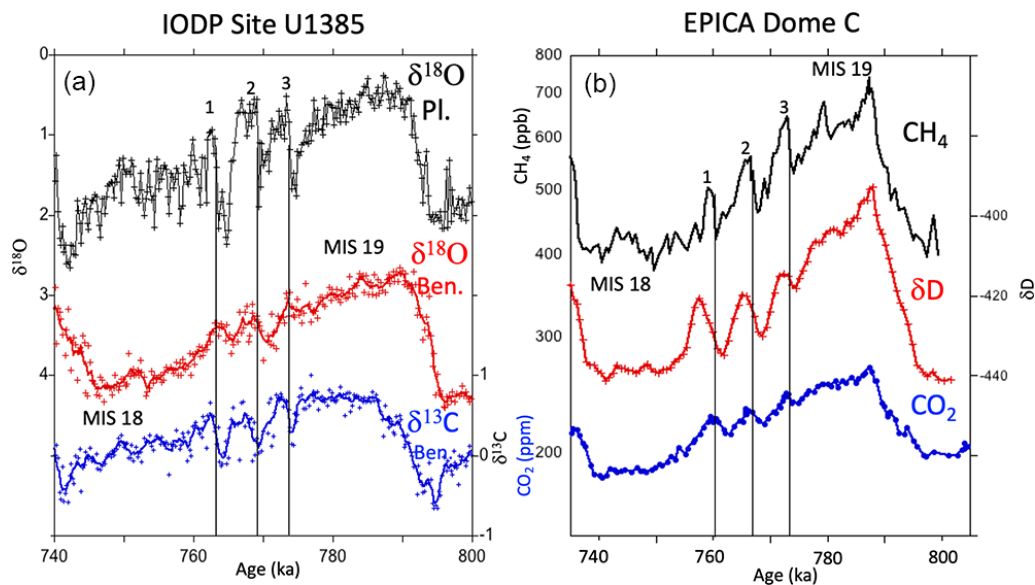 IODP Site U1385
EPICA Dome C
(a)
δ¹⁸O
Pl.
1
2
3
MIS 19
δ¹⁸O
Ben.
MIS 18
δ¹³C
Ben.
0
1
2
3
4
δ¹⁸O
1
0
-1
δ¹³C
740
760
780
800
Age (ka)
(b)
MIS 19
CH₄
1
2
3
δD
MIS 18
CO₂
800
700
600
500
400
300
200
CH₄ (ppb)
CO₂ (ppm)
-400
-420
-440
δD
740
760
780
800
Age (ka)